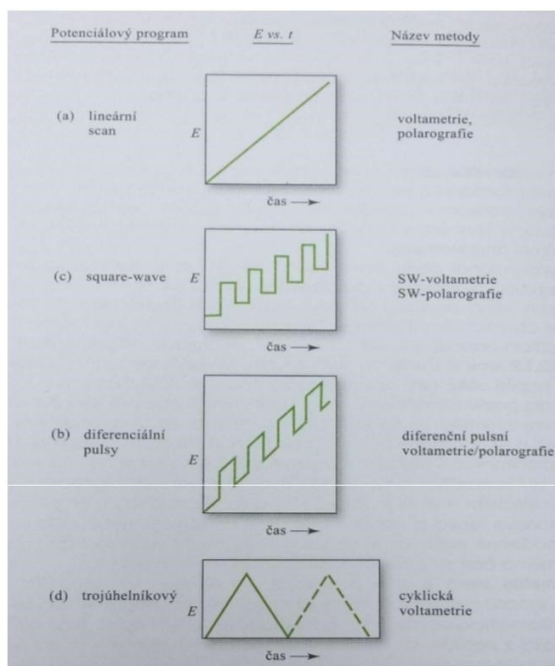 Potenciálový program E vs. t Název metody
(a) lineární scan
E
čas →
voltametrie, polarografie
(c) square-wave
E
čas →
SW-voltametrie
SW-polarografie
(b) diferenciální pulsy
E
čas →
diferenční pulsní voltametrie/polarografie
(d) trojúhelníkový
E
čas →
cyklická voltametrie